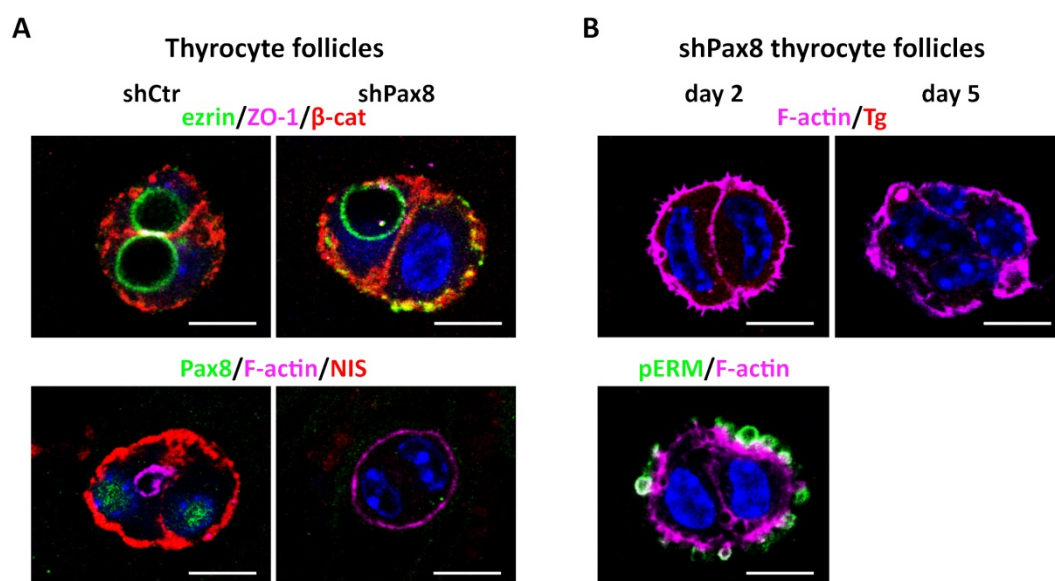 A
Thyrocyte follicles
shCtr shPax8
ezrin/ZO-1/β-cat
Pax8/F-actin/NIS
B
shPax8 thyrocyte follicles
day 2 day 5
F-actin/Tg
pERM/F-actin